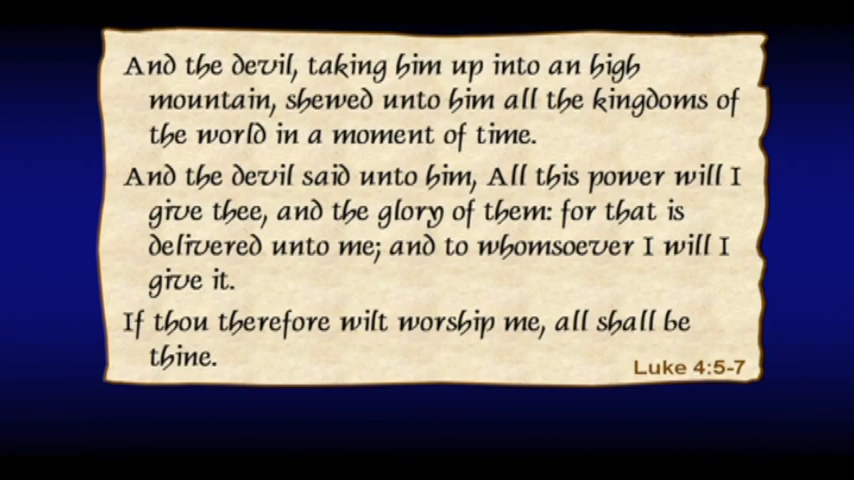 And the devil, taking him up into an high
mountain, shewed unto him all the kingdoms of
the world in a moment of time.
And the devil said unto him, All this power will I
give thee, and the glory of them: for that is
delivered unto me; and to whomsoever I will I
give it.
If thou therefore wilt worship me, all shall be
thine.
Luke 4:5-7